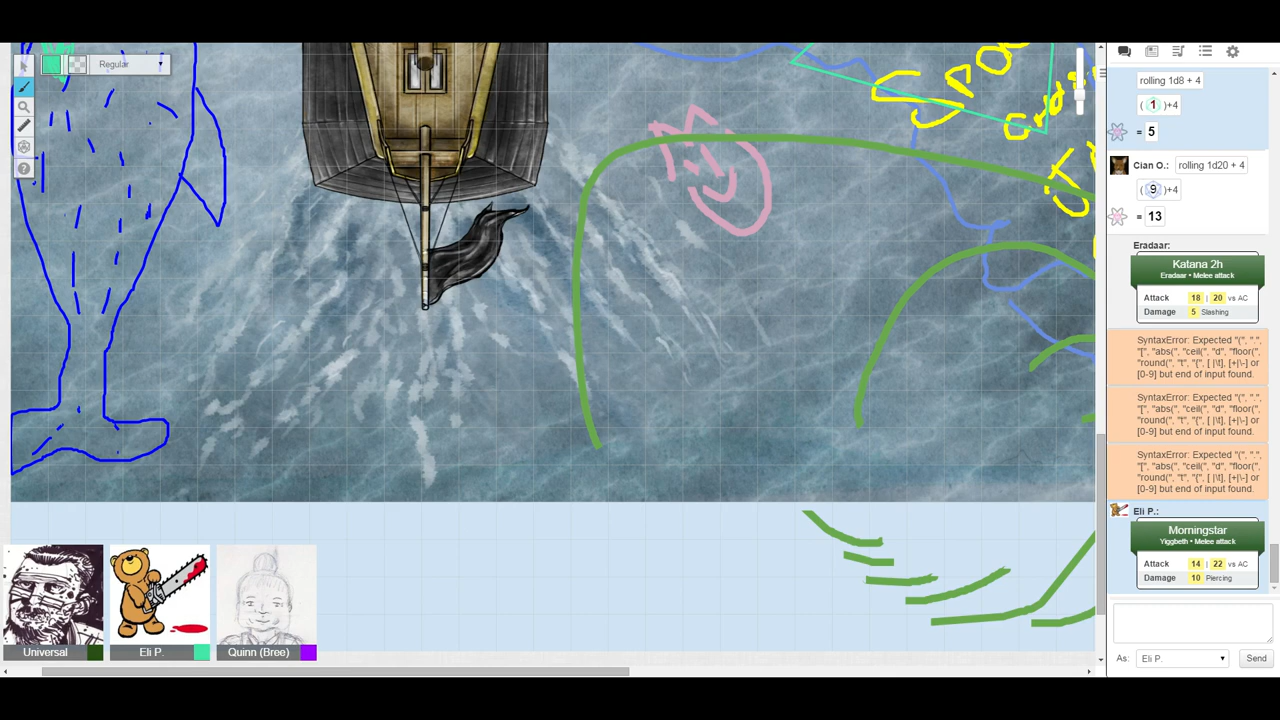 Regular
rolling 1d8 + 4
(1)+4
= 5
Cian O.: rolling 1d20 + 4
(9)+4
= 13
Eradaar:
Katana 2h
Eradaar • Melee attack
Attack 18 | 20 vs AC
Damage 5 Slashing
SyntaxError: Expected "(", ".",
"[", "abs(", "ceil(", "d", "floor(",
"round(", "t", "{", [ |\t], [+|\-] or
[0-9] but end of input found.
SyntaxError: Expected "(", ".",
"[", "abs(", "ceil(", "d", "floor(",
"round(", "t", "{", [ |\t], [+|\-] or
[0-9] but end of input found.
SyntaxError: Expected "(", ".",
"[", "abs(", "ceil(", "d", "floor(",
"round(", "t", "{", [ |\t], [+|\-] or
[0-9] but end of input found.
Eli P.:
Morningstar
Yiggbeth • Melee attack
Attack 14 | 22 vs AC
Damage 10 Piercing
Universal
Eli P.
Quinn (Bree)
As: Eli P. Send